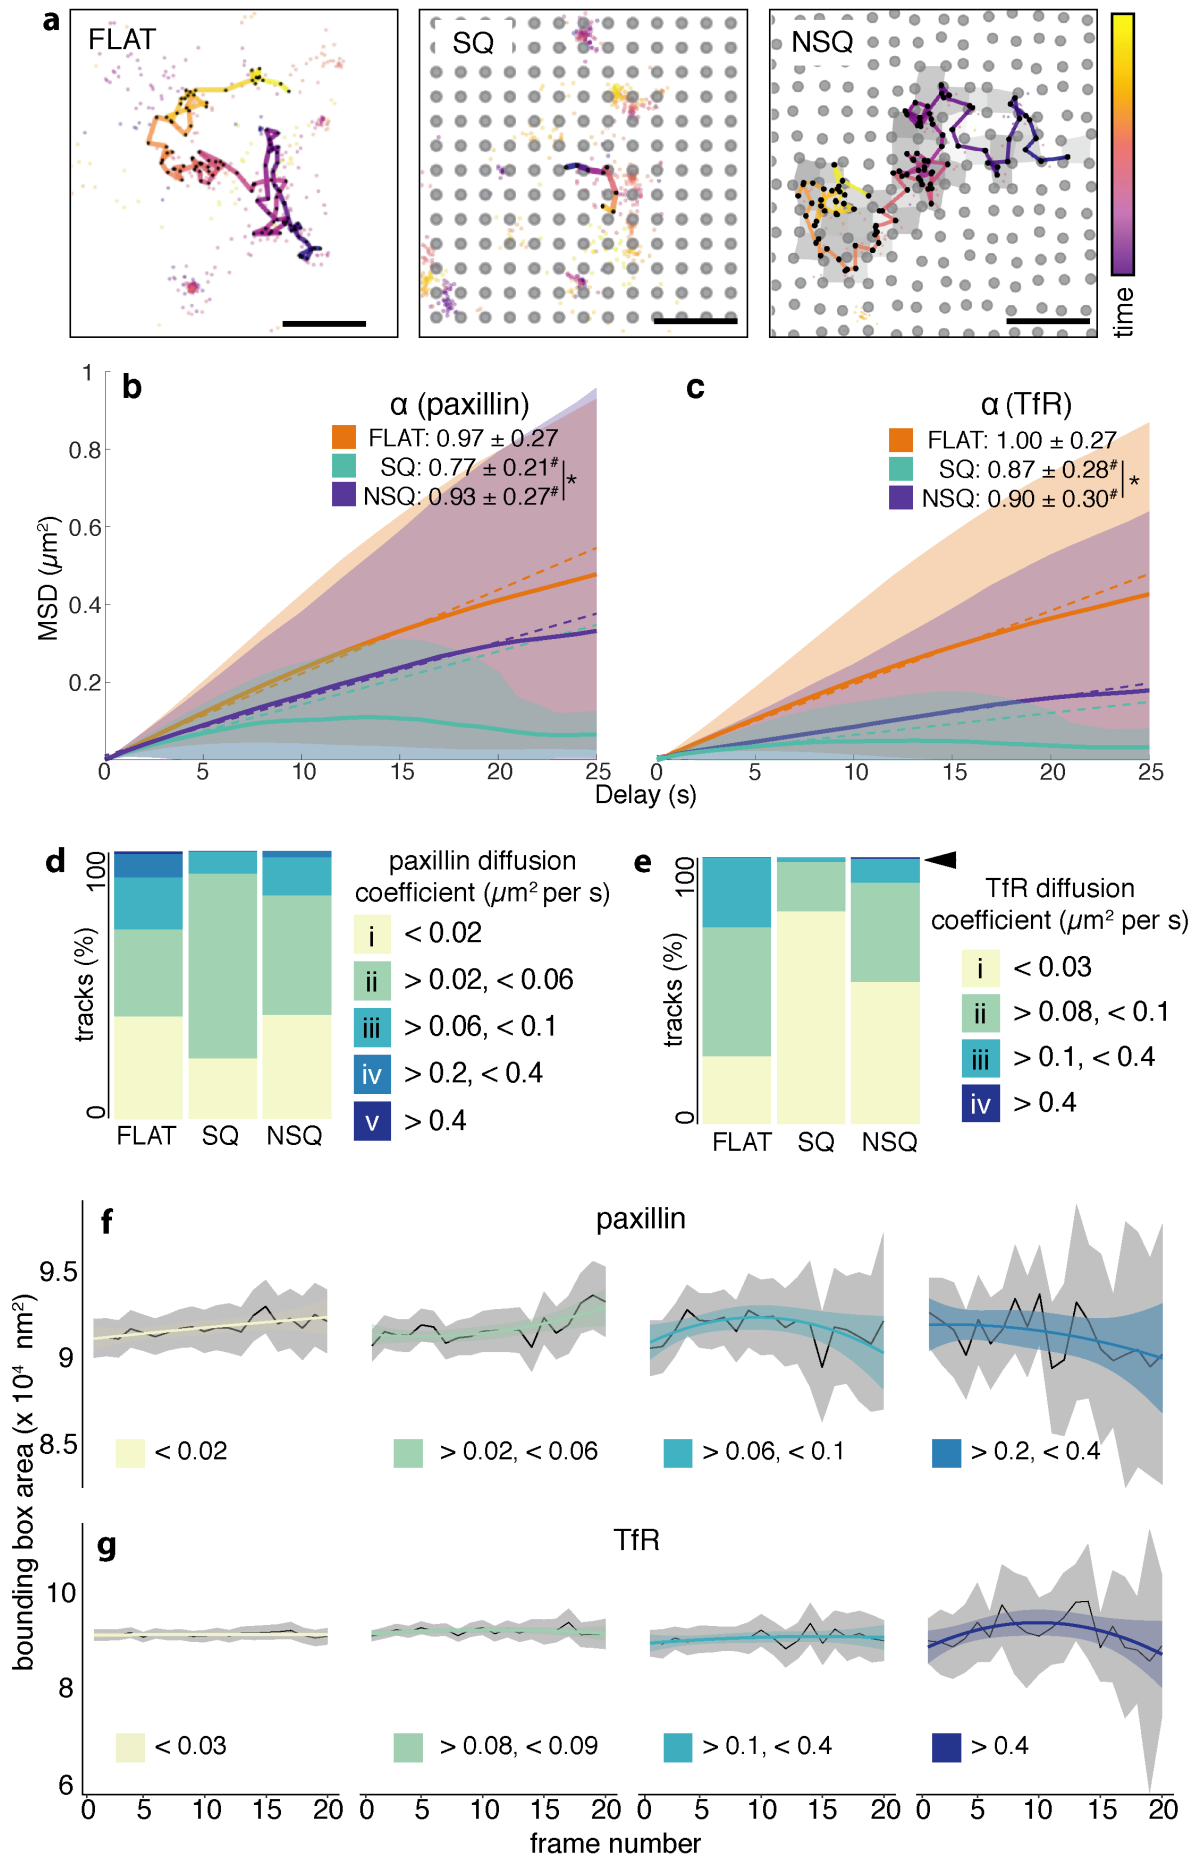 a
FLAT
SQ
NSQ
time
b
α (paxillin)
FLAT: 0.97 ± 0.27
SQ: 0.77 ± 0.21#
NSQ: 0.93 ± 0.27#
*
c
α (TfR)
FLAT: 1.00 ± 0.27
SQ: 0.87 ± 0.28#
NSQ: 0.90 ± 0.30#
*
MSD (µm²)
1
0.8
0.6
0.4
0.2
0 5 10 15 20 25
0 5 10 15 20 25
Delay (s)
d
tracks (%)
100
0
FLAT SQ NSQ
paxillin diffusion
coefficient (µm² per s)
i < 0.02
ii > 0.02, < 0.06
iii > 0.06, < 0.1
iv > 0.2, < 0.4
v > 0.4
e
tracks (%)
100
0
FLAT SQ NSQ
TfR diffusion
coefficient (µm² per s)
i < 0.03
ii > 0.08, < 0.1
iii > 0.1, < 0.4
iv > 0.4
bounding box area (x 10⁴ nm²)
f
paxillin
9.5
9
8.5
< 0.02
> 0.02, < 0.06
> 0.06, < 0.1
> 0.2, < 0.4
g
TfR
10
8
6
< 0.03
> 0.08, < 0.09
> 0.1, < 0.4
> 0.4
0 5 10 15 20
0 5 10 15 20
0 5 10 15 20
0 5 10 15 20
frame number